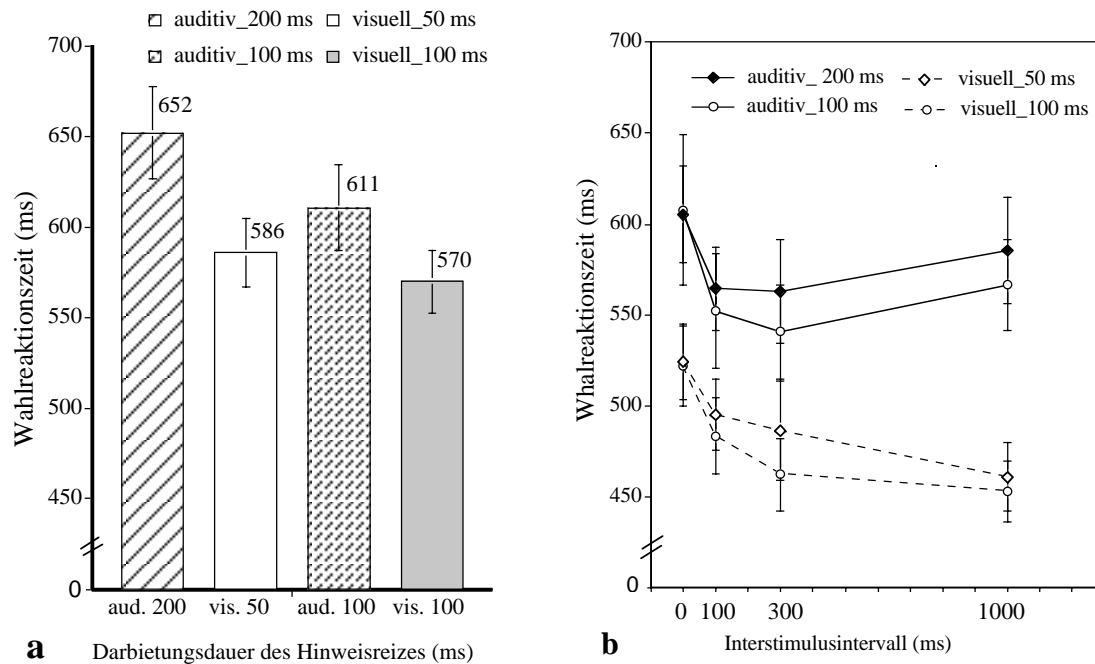 auditiv_200 ms visuell_50 ms
auditiv_100 ms visuell_100 ms
700
650
600
550
500
450
0
Wahlreaktionszeit (ms)
652
586
611
570
aud. 200 vis. 50 aud. 100 vis. 100
a Darbietungsdauer des Hinweisreizes (ms)
700
650
600
550
500
450
0
Whalreaktionszeit (ms)
auditiv_ 200 ms visuell_50 ms
auditiv_100 ms visuell_100 ms
0 100 300 1000
b Interstimulusintervall (ms)